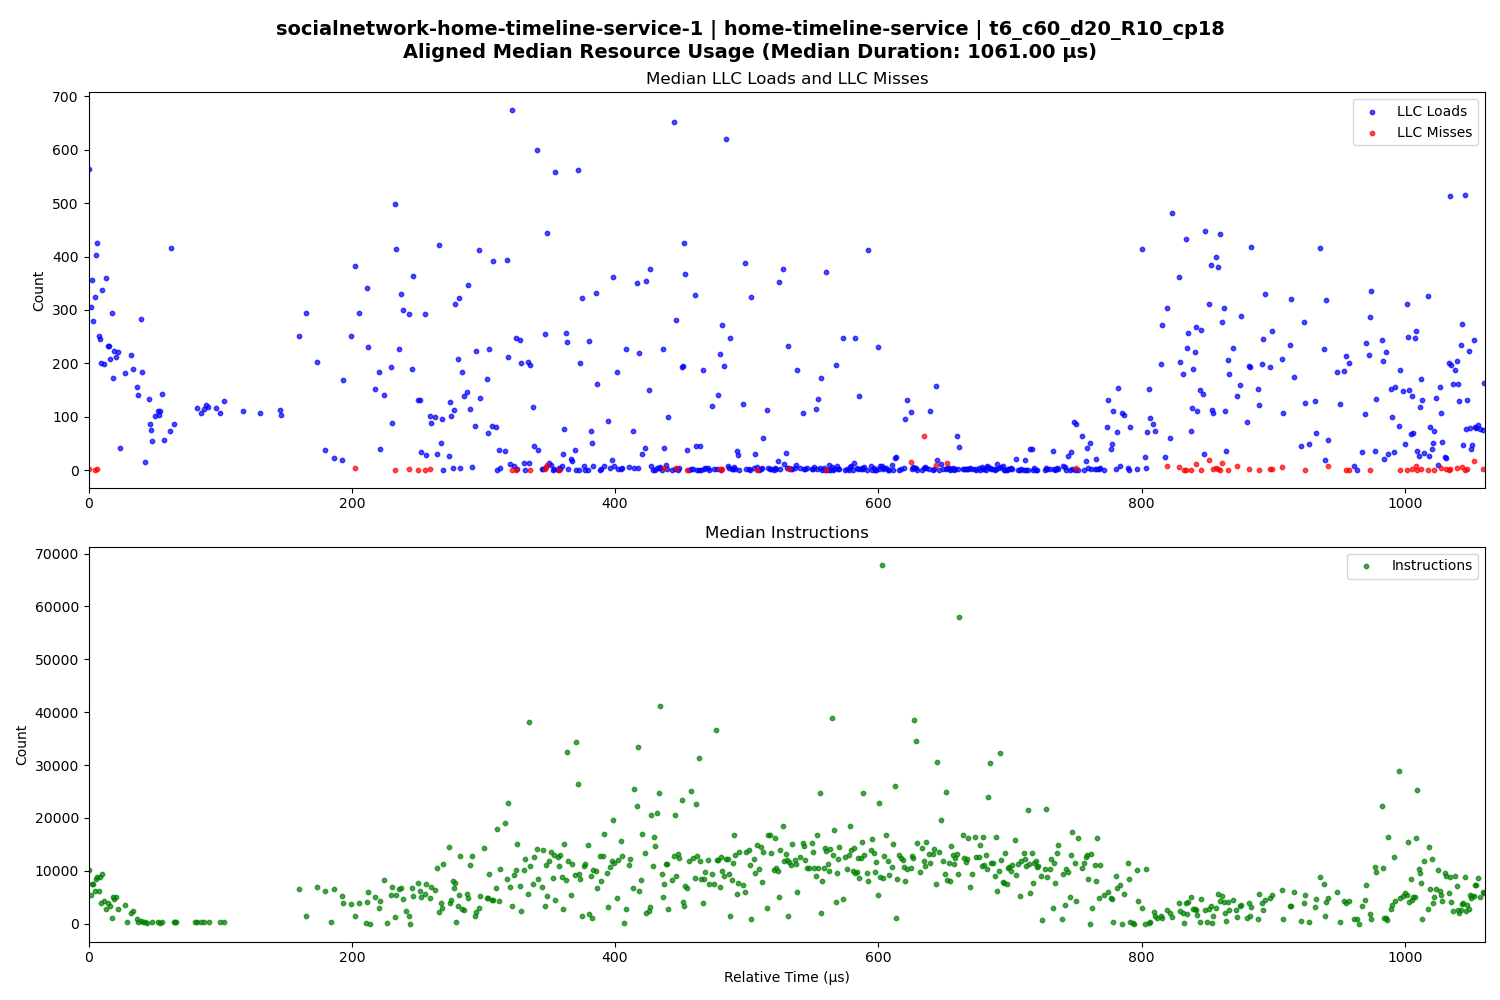 socialnetwork-home-timeline-service-1 | home-timeline-service | t6_c60_d20_R10_cp18
Aligned Median Resource Usage (Median Duration: 1061.00 µs)
Median LLC Loads and LLC Misses
700
600
500
400
300
200
100
0
Count
LLC Loads
LLC Misses
0 200 400 600 800 1000
Median Instructions
70000
60000
50000
40000
30000
20000
10000
0
Count
Instructions
0 200 400 600 800 1000
Relative Time (µs)